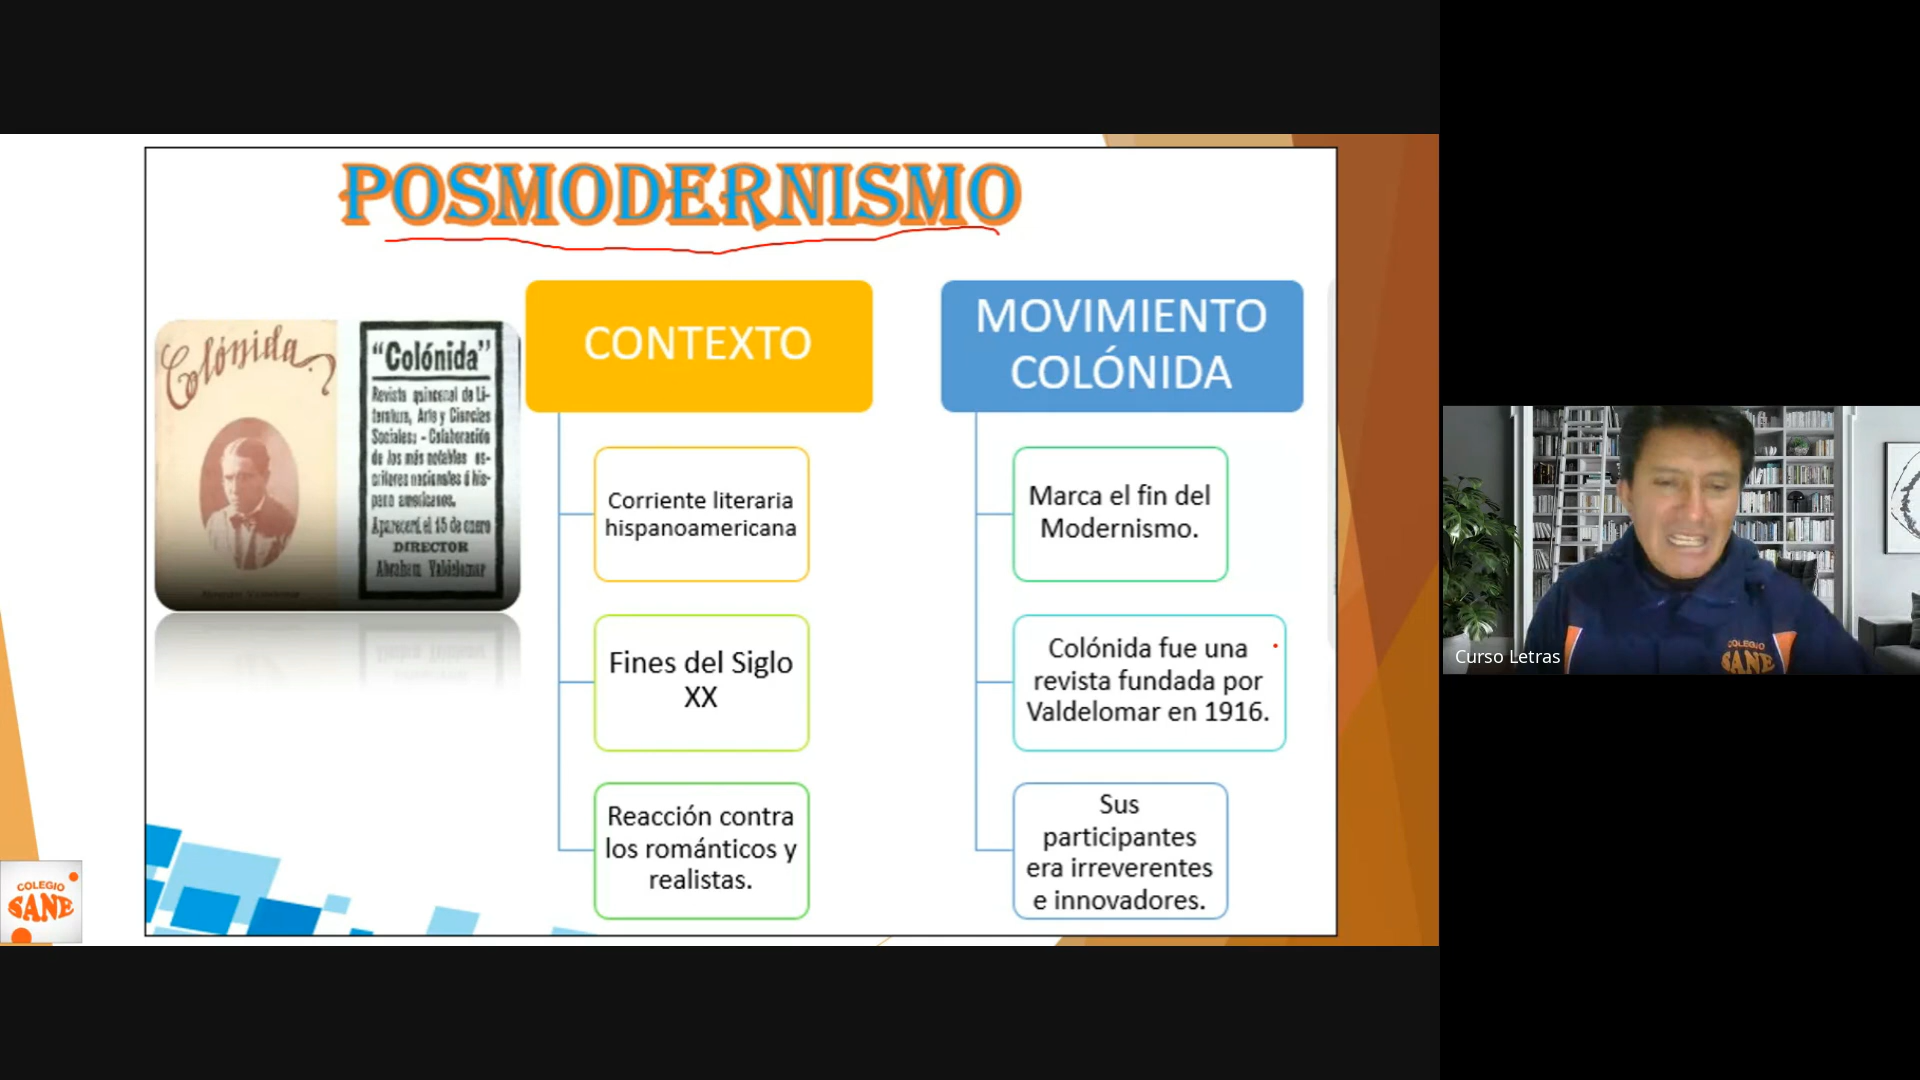 POSMODERNISMO
Colónida
“Colónida”
Revista quincenal de Li-
teratura, Arte y Ciencias
Sociales: - Colaboración
de los más notables es-
critores nacionales é his-
pano americanos.
Aparecerá el 15 de enero
DIRECTOR
Abraham Valdelomar
CONTEXTO
Corriente literaria
hispanoamericana
Fines del Siglo
XX
Reacción contra
los románticos y
realistas.
MOVIMIENTO
COLÓNIDA
Marca el fin del
Modernismo.
Colónida fue una
revista fundada por
Valdelomar en 1916.
Sus
participantes
era irreverentes
e innovadores.
COLEGIO
SANE
COLEGIO
SANE
Curso Letras